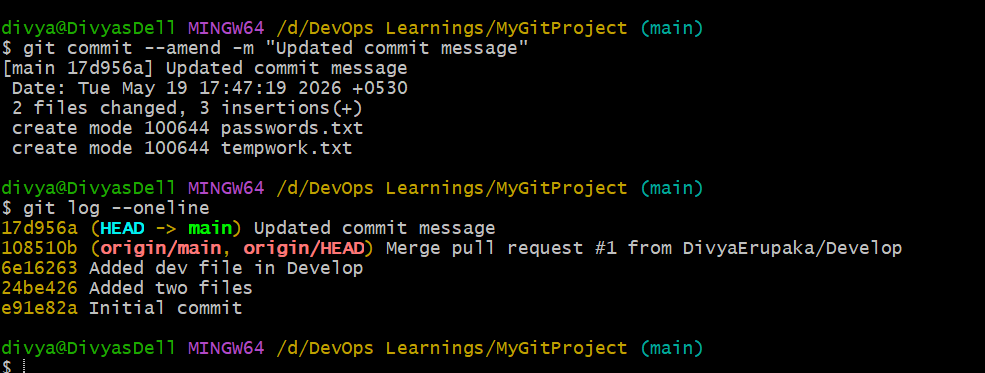 divya@DivyasDell MINGW64 /d/DevOps Learnings/MyGitProject (main)
$ git commit --amend -m "Updated commit message"
[main 17d956a] Updated commit message
 Date: Tue May 19 17:47:19 2026 +0530
 2 files changed, 3 insertions(+)
 create mode 100644 passwords.txt
 create mode 100644 tempwork.txt
divya@DivyasDell MINGW64 /d/DevOps Learnings/MyGitProject (main)
$ git log --oneline
17d956a (HEAD -> main) Updated commit message
108510b (origin/main, origin/HEAD) Merge pull request #1 from DivyaErupaka/Develop
6e16263 Added dev file in Develop
24be426 Added two files
e91e82a Initial commit
divya@DivyasDell MINGW64 /d/DevOps Learnings/MyGitProject (main)
$